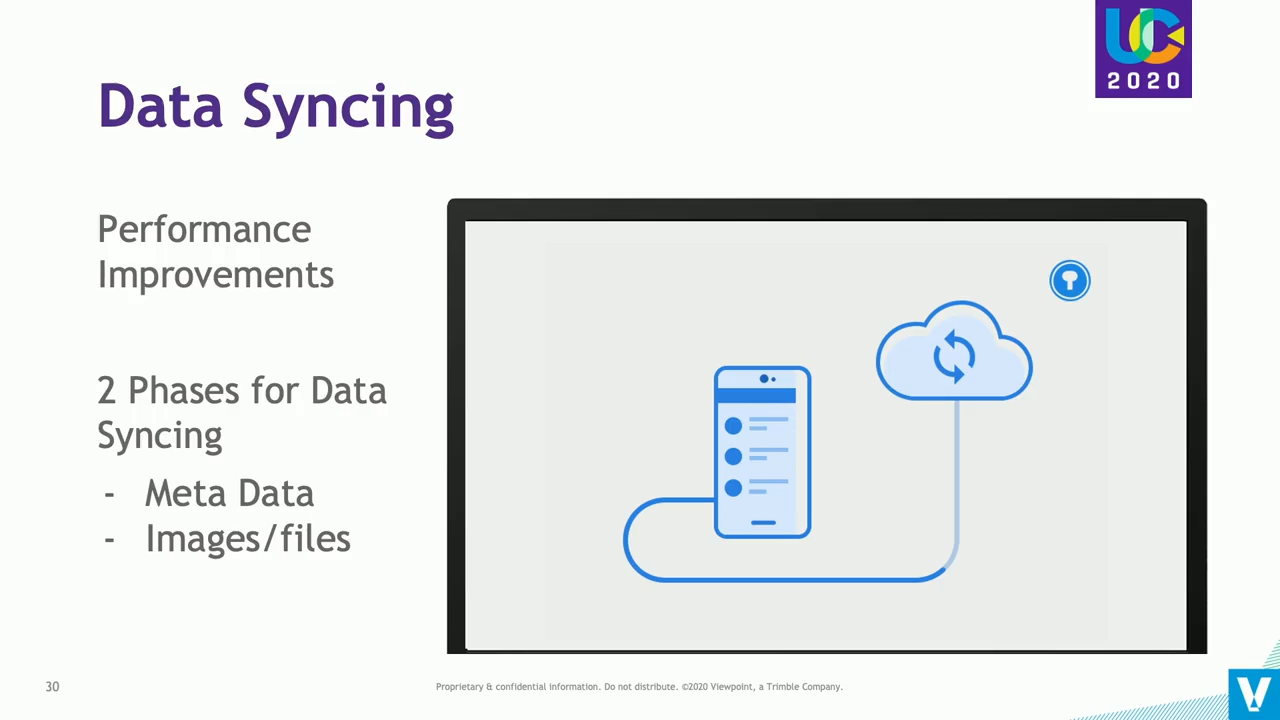 UC
2020
Data Syncing
Performance
Improvements
2 Phases for Data
Syncing
- Meta Data
- Images/files
30
Proprietary & confidential information. Do not distribute. ©2020 Viewpoint, a Trimble Company.